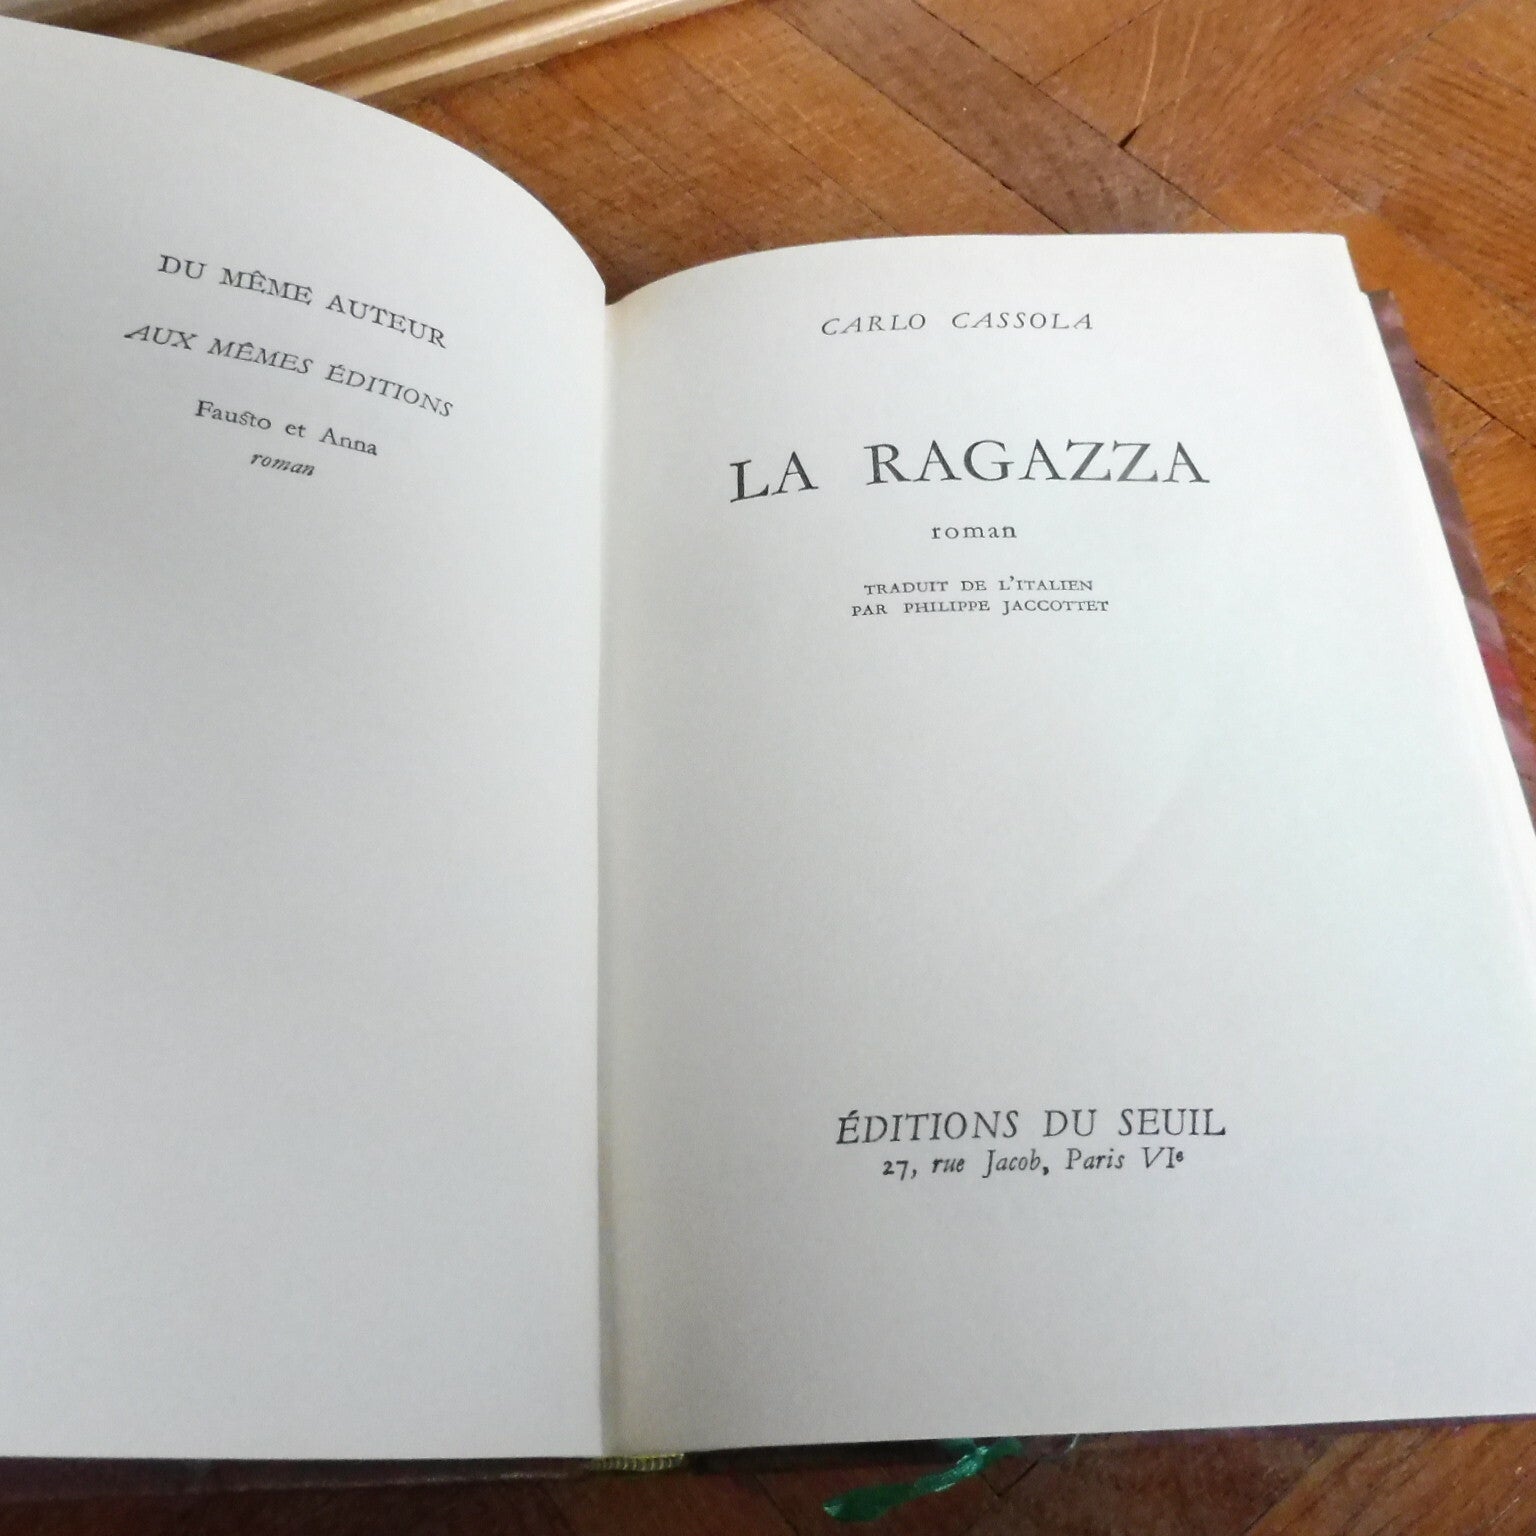 DU MÊME AUTEUR
AUX MÊMES ÉDITIONS
Fausto et Anna
roman
CARLO CASSOLA
LA RAGAZZA
roman
TRADUIT DE L'ITALIEN
PAR PHILIPPE JACCOTTET
ÉDITIONS DU SEUIL
27, rue Jacob, Paris VIe